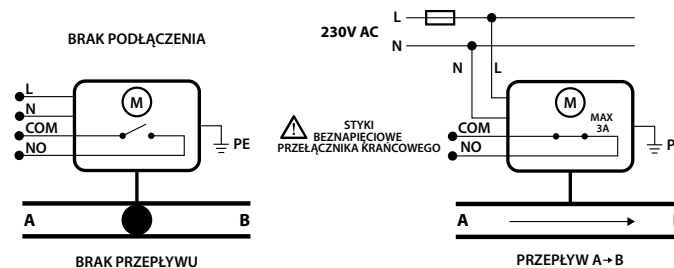 BRAK PODŁĄCZENIA
L
N
COM
NO
M
PE
A
B
BRAK PRZEPŁYWU
230V AC
L
N
N
L
M
MAX
3A
STYKI
BEZNAPIĘCIOWE
PRZEŁĄCZNIKA KRAŃCOWEGO
COM
NO
P
A
PRZEPŁYW A→B